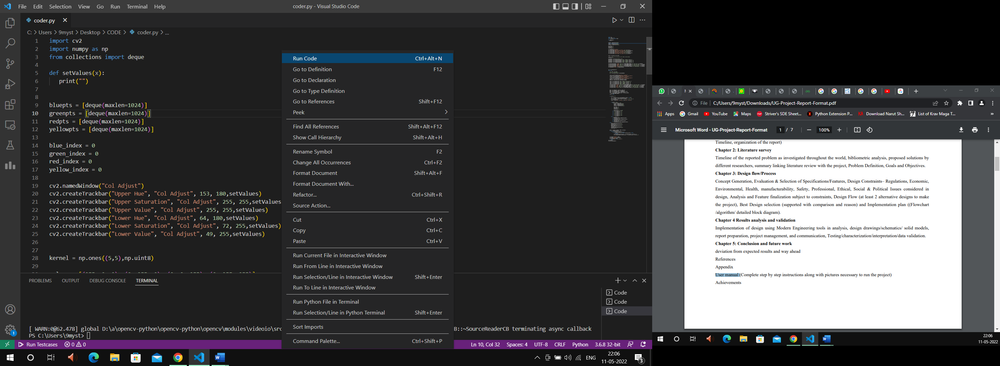 File Edit Selection View Go Run Terminal Help
coder.py - Visual Studio Code
coder.py
C: > Users > 9myst > Desktop > CODE > coder.py > ...
1 import cv2
2 import numpy as np
3 from collections import deque
4
5 def setValues(x):
6 print("")
7
8
9 bluepts = [deque(maxlen=1024)]
10 greenpts = [deque(maxlen=1024)]
11 redpts = [deque(maxlen=1024)]
12 yellowpts = [deque(maxlen=1024)]
13
14 blue_index = 0
15 green_index = 0
16 red_index = 0
17 yellow_index = 0
18
19 cv2.namedWindow("Col Adjust")
20 cv2.createTrackbar("Upper Hue", "Col Adjust", 153, 180,setValues)
21 cv2.createTrackbar("Upper Saturation", "Col Adjust", 255, 255,setValues
22 cv2.createTrackbar("Upper Value", "Col Adjust", 255, 255,setValues)
23 cv2.createTrackbar("Lower Hue", "Col Adjust", 64, 180,setValues)
24 cv2.createTrackbar("Lower Saturation", "Col Adjust", 72, 255,setValues)
25 cv2.createTrackbar("Lower Value", "Col Adjust", 49, 255,setValues)
26
27
28 kernel = np.ones((5,5),np.uint8)
29
Run Code Ctrl+Alt+N
Go to Definition F12
Go to Declaration
Go to Type Definition
Go to References Shift+F12
Peek
Find All References Shift+Alt+F12
Show Call Hierarchy Shift+Alt+H
Rename Symbol F2
Change All Occurrences Ctrl+F2
Format Document Shift+Alt+F
Format Document With...
Refactor... Ctrl+Shift+R
Source Action...
Cut Ctrl+X
Copy Ctrl+C
Paste Ctrl+V
Run Current File in Interactive Window
Run From Line in Interactive Window
Run Selection/Line in Interactive Window Shift+Enter
Run To Line in Interactive Window
Run Python File in Terminal
Run Selection/Line in Python Terminal Shift+Enter
Sort Imports
Command Palette... Ctrl+Shift+P
PROBLEMS OUTPUT DEBUG CONSOLE TERMINAL
Code
Code
Code
[ WARN:0@62.478] global D:\a\opencv-python\opencv-python\opencv\modules\videoio\src B::~SourceReaderCB terminating async callback
PS C:\Users\9myst>
Run Testcases 0 0
Ln 10, Col 32 Spaces: 4 UTF-8 CRLF Python 3.6.8 32-bit
ENG
22:06
11-05-2022
3
File C:/Users/9myst/Downloads/UG-Project-Report-Format.pdf
Apps Gmail YouTube Maps Striver's SDE Sheet... Python Extension P... Download Narut Sh... List of Krav Maga T... »
Microsoft Word - UG-Project-Report-Format 1 / 7 100%
Timeline, organization of the report)
Chapter 2: Literature survey
Timeline of the reported problem as investigated throughout the world, bibliometric analysis, proposed solutions by
different researchers, summary linking literature review with the project, Problem Definition, Goals and Objectives.
Chapter 3: Design flow/Process
Concept Generation, Evaluation & Selection of Specifications/Features, Design Constraints– Regulations, Economic,
Environmental, Health, manufacturability, Safety, Professional, Ethical, Social & Political Issues considered in
design, Analysis and Feature finalization subject to constraints, Design Flow (at least 2 alternative designs to make
the project), Best Design selection (supported with comparison and reason) and Implementation plan ((Flowchart
/algorithm/ detailed block diagram).
Chapter 4 Results analysis and validation
Implementation of design using Modern Engineering tools in analysis, design drawings/schematics/ solid models,
report preparation, project management, and communication, Testing/characterization/interpretation/data validation.
Chapter 5: Conclusion and future work
deviation from expected results and way ahead
References
Appendix
User manual (Complete step by step instructions along with pictures necessary to run the project)
Achievements
22:06
11-05-2022